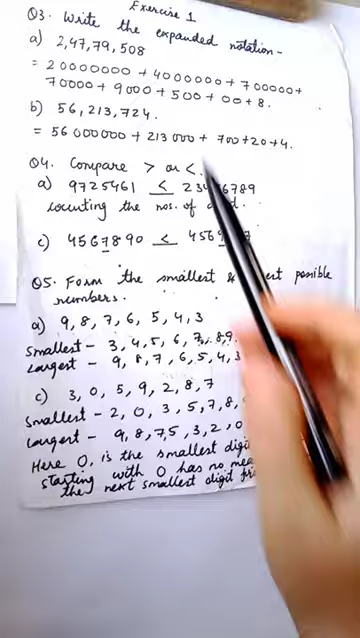 Exercise 1
Q3. Write the expanded notation -
a) 2,47,79,508
= 20000000 + 4000000 + 700000 +
70000 + 9000 + 500 + 00 + 8.
b) 56,213,724.
= 56000000 + 213000 + 700+20+4.
Q4. Compare > or <.
a) 9725461 < 23 6789
counting the nos. of
c) 4567890 < 456
Q5. Form the smallest & possible
numbers.
a) 9, 8, 7, 6, 5, 4, 3
Smallest - 3, 4, 5, 6, 7, 8, 9.
Largest - 9, 8, 7, 6, 5, 4, 3
c) 3, 0, 5, 9, 2, 8, 7
Smallest - 2, 0, 3, 5, 7, 8,
Largest - 9, 8, 7, 5, 3, 2, 0
Here 0, is the smallest
starting with 0 has no
the next smallest digit